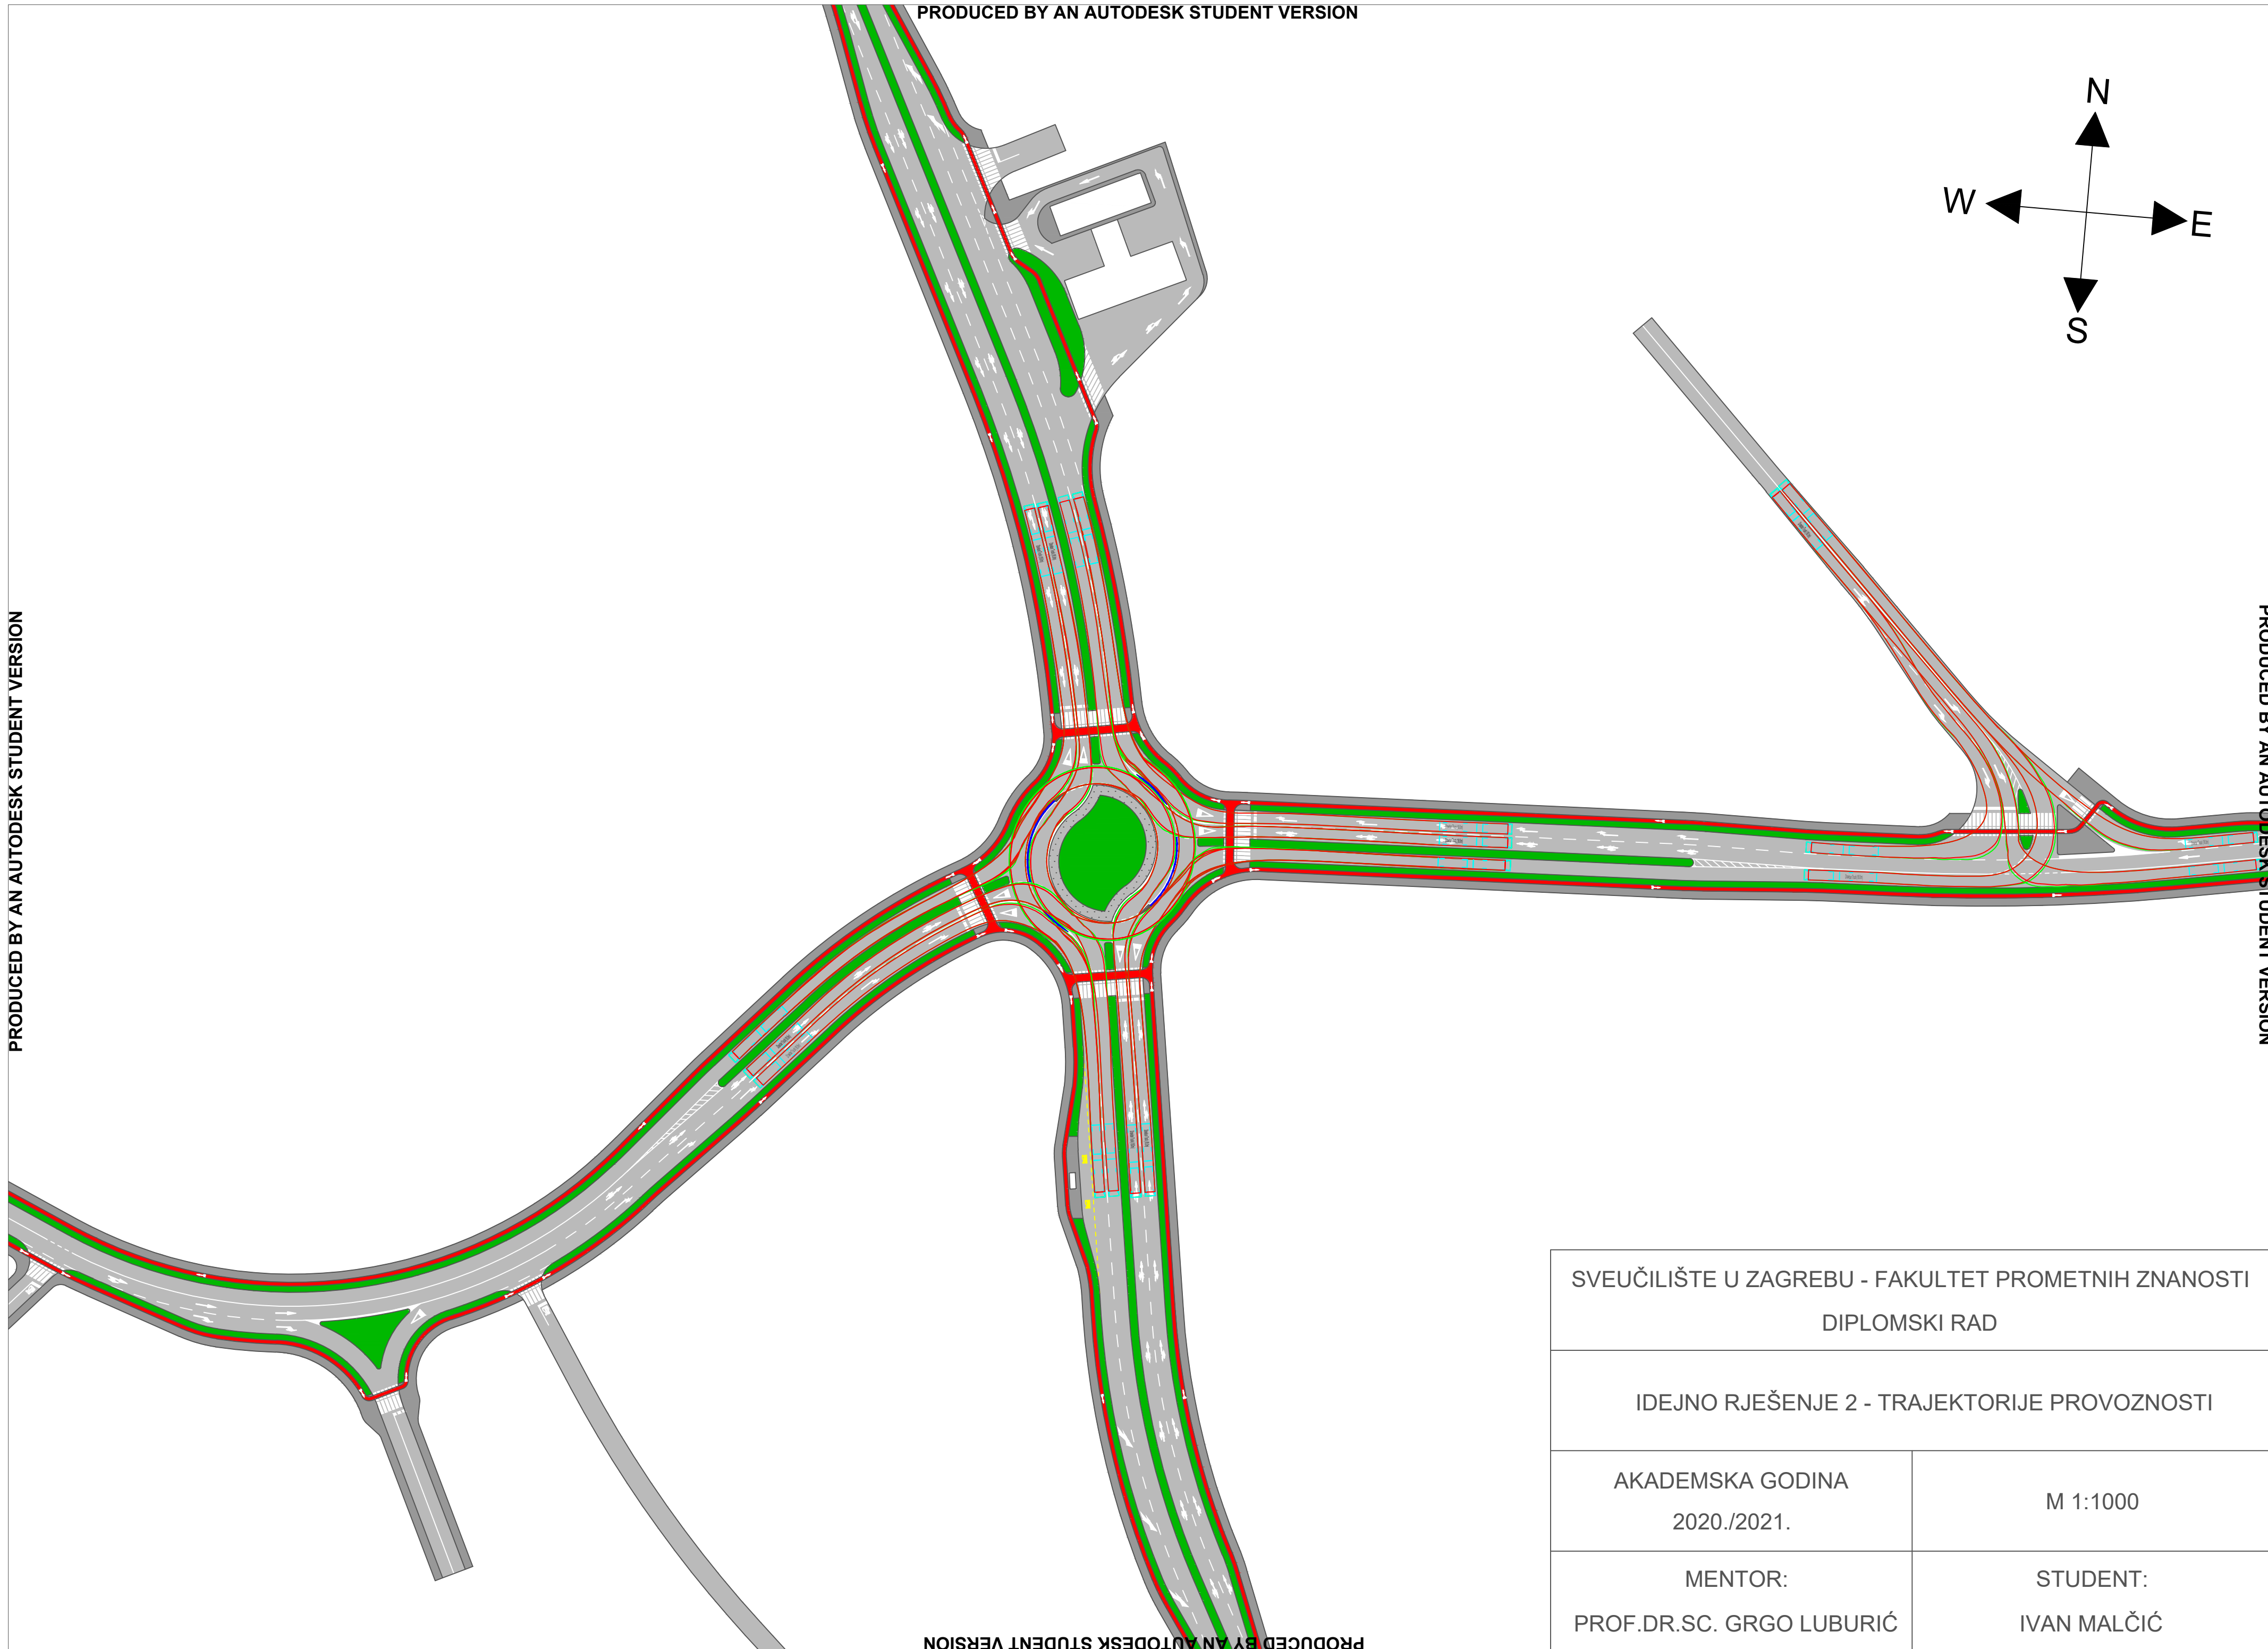 PRODUCED BY AN AUTODESK STUDENT VERSION
N
W
E
S
PRODUCED BY AN AUTODESK STUDENT VERSION
PRODUCED BY AN AUTODESK STUDENT VERSION
SVEUČILIŠTE U ZAGREBU - FAKULTET PROMETNIH ZNANOSTI
DIPLOMSKI RAD
IDEJNO RJEŠENJE 2 - TRAJEKTORIJE PROVOZNOSTI
AKADEMSKA GODINA
2020./2021.
M 1:1000
MENTOR:
PROF.DR.SC. GRGO LUBURIĆ
STUDENT:
IVAN MALČIĆ
PRODUCED BY AN AUTODESK STUDENT VERSION